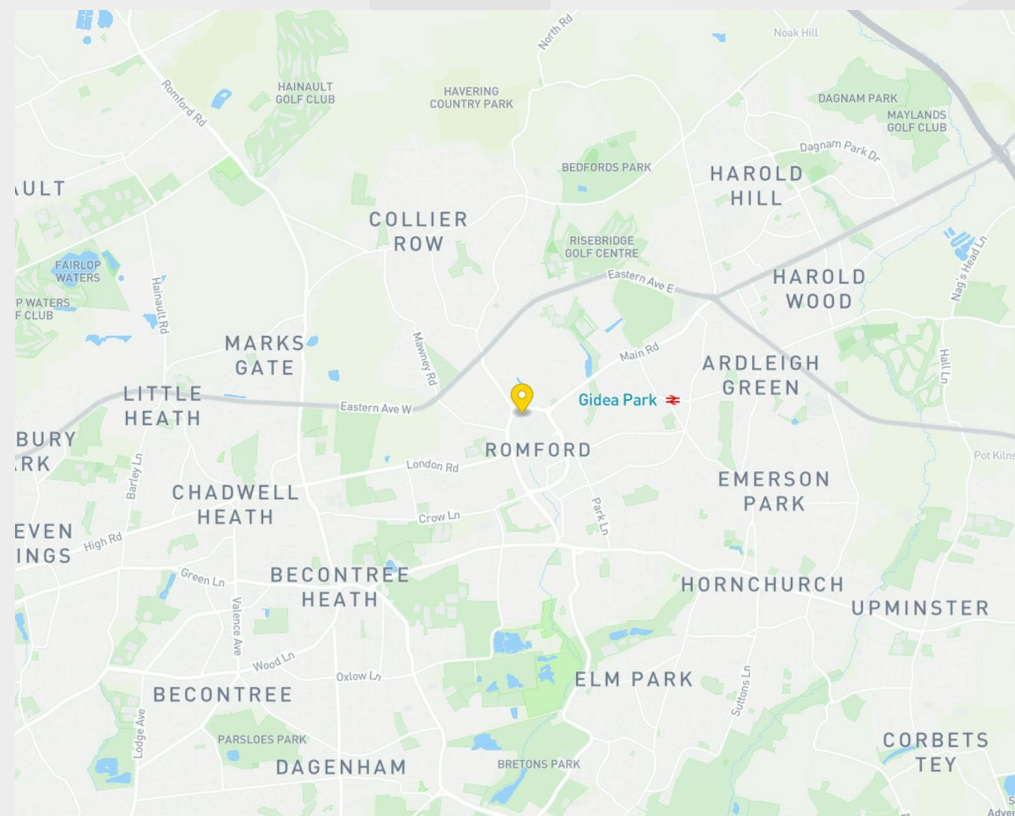 North Rd
Noak Hill
Romford Rd
HAINAULT
GOLF CLUB
HAVERING
COUNTRY PARK
DAGNAM PARK
MAYLANDS
GOLF CLUB
Dagnam Park Dr
BEDFORDS PARK
HAROLD
HILL
AULT
COLLIER
ROW
RISEBRIDGE
GOLF CENTRE
FAIRLOP
WATERS
Eastern Ave E
HAROLD
WOOD
Nag's Head Ln
P WATERS
F CLUB
Hainault Rd
MARKS
GATE
Mawney Rd
Main Rd
ARDLEIGH
GREEN
Hall Ln
LITTLE
HEATH
Eastern Ave W
Gidea Park
BURY
RK
ROMFORD
Pot Kilns
Barley Ln
London Rd
CHADWELL
HEATH
EMERSON
PARK
Crow Ln
Park Ln
EVEN
INGS
High Rd
Green Ln
BECONTREE
HEATH
HORNCHURCH
UPMINSTER
Valence Ave
Wood Ln
Oxlow Ln
ELM PARK
Suttons Ln
BECONTREE
Lodge Ave
PARSLOES PARK
DAGENHAM
BRETONS PARK
CORBETS
TEY
S
Adver